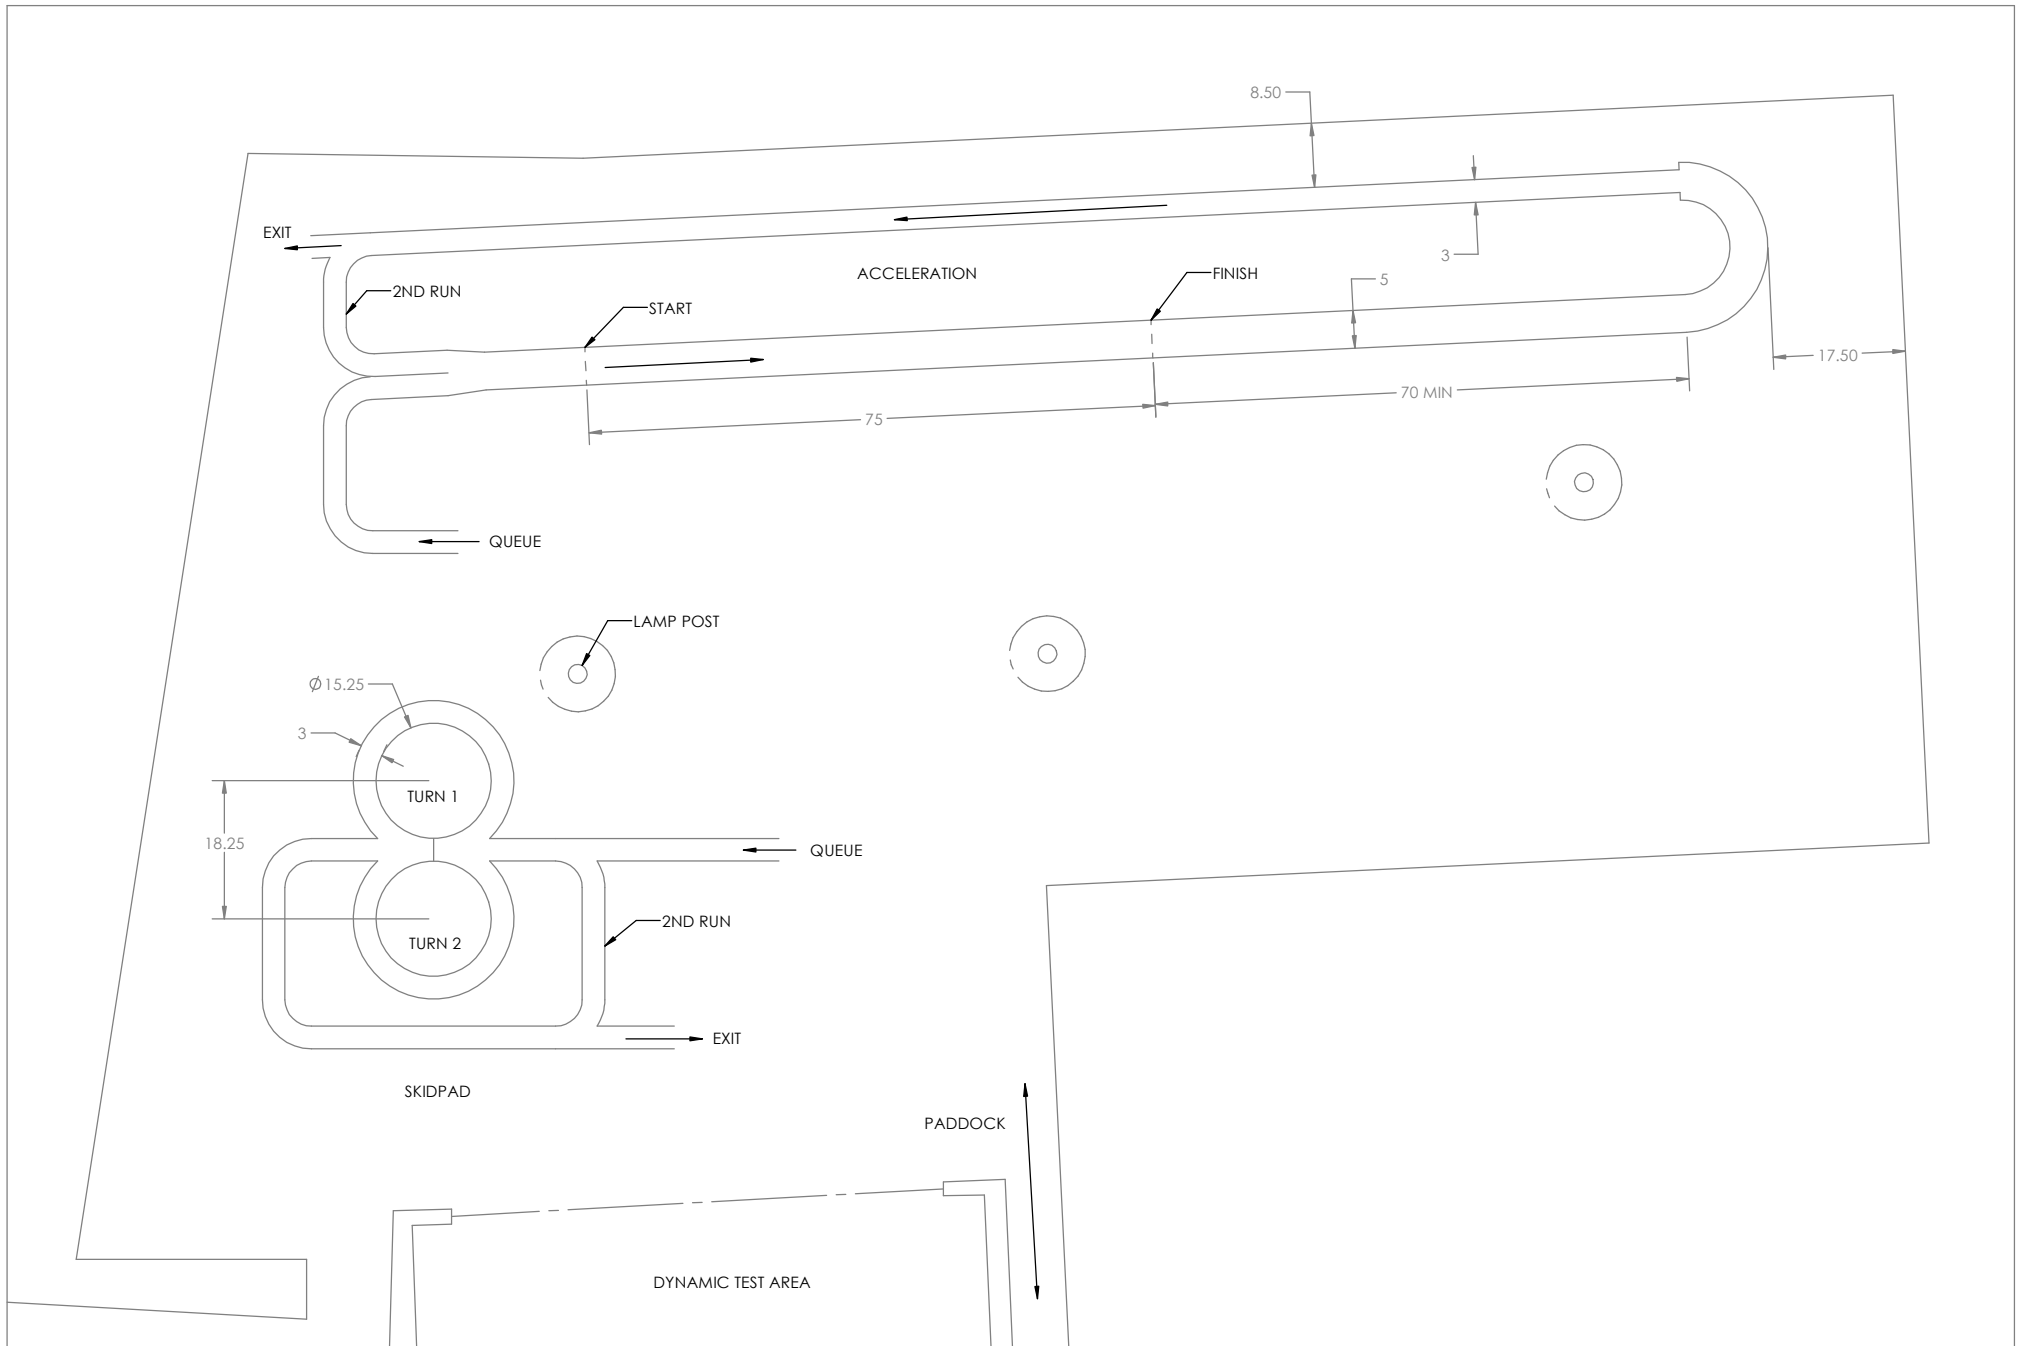 8.50
EXIT
3
ACCELERATION
FINISH
5
2ND RUN
START
17.50
70 MIN
75
QUEUE
LAMP POST
Ø15.25
3
TURN 1
18.25
QUEUE
2ND RUN
TURN 2
EXIT
SKIDPAD
PADDOCK
DYNAMIC TEST AREA